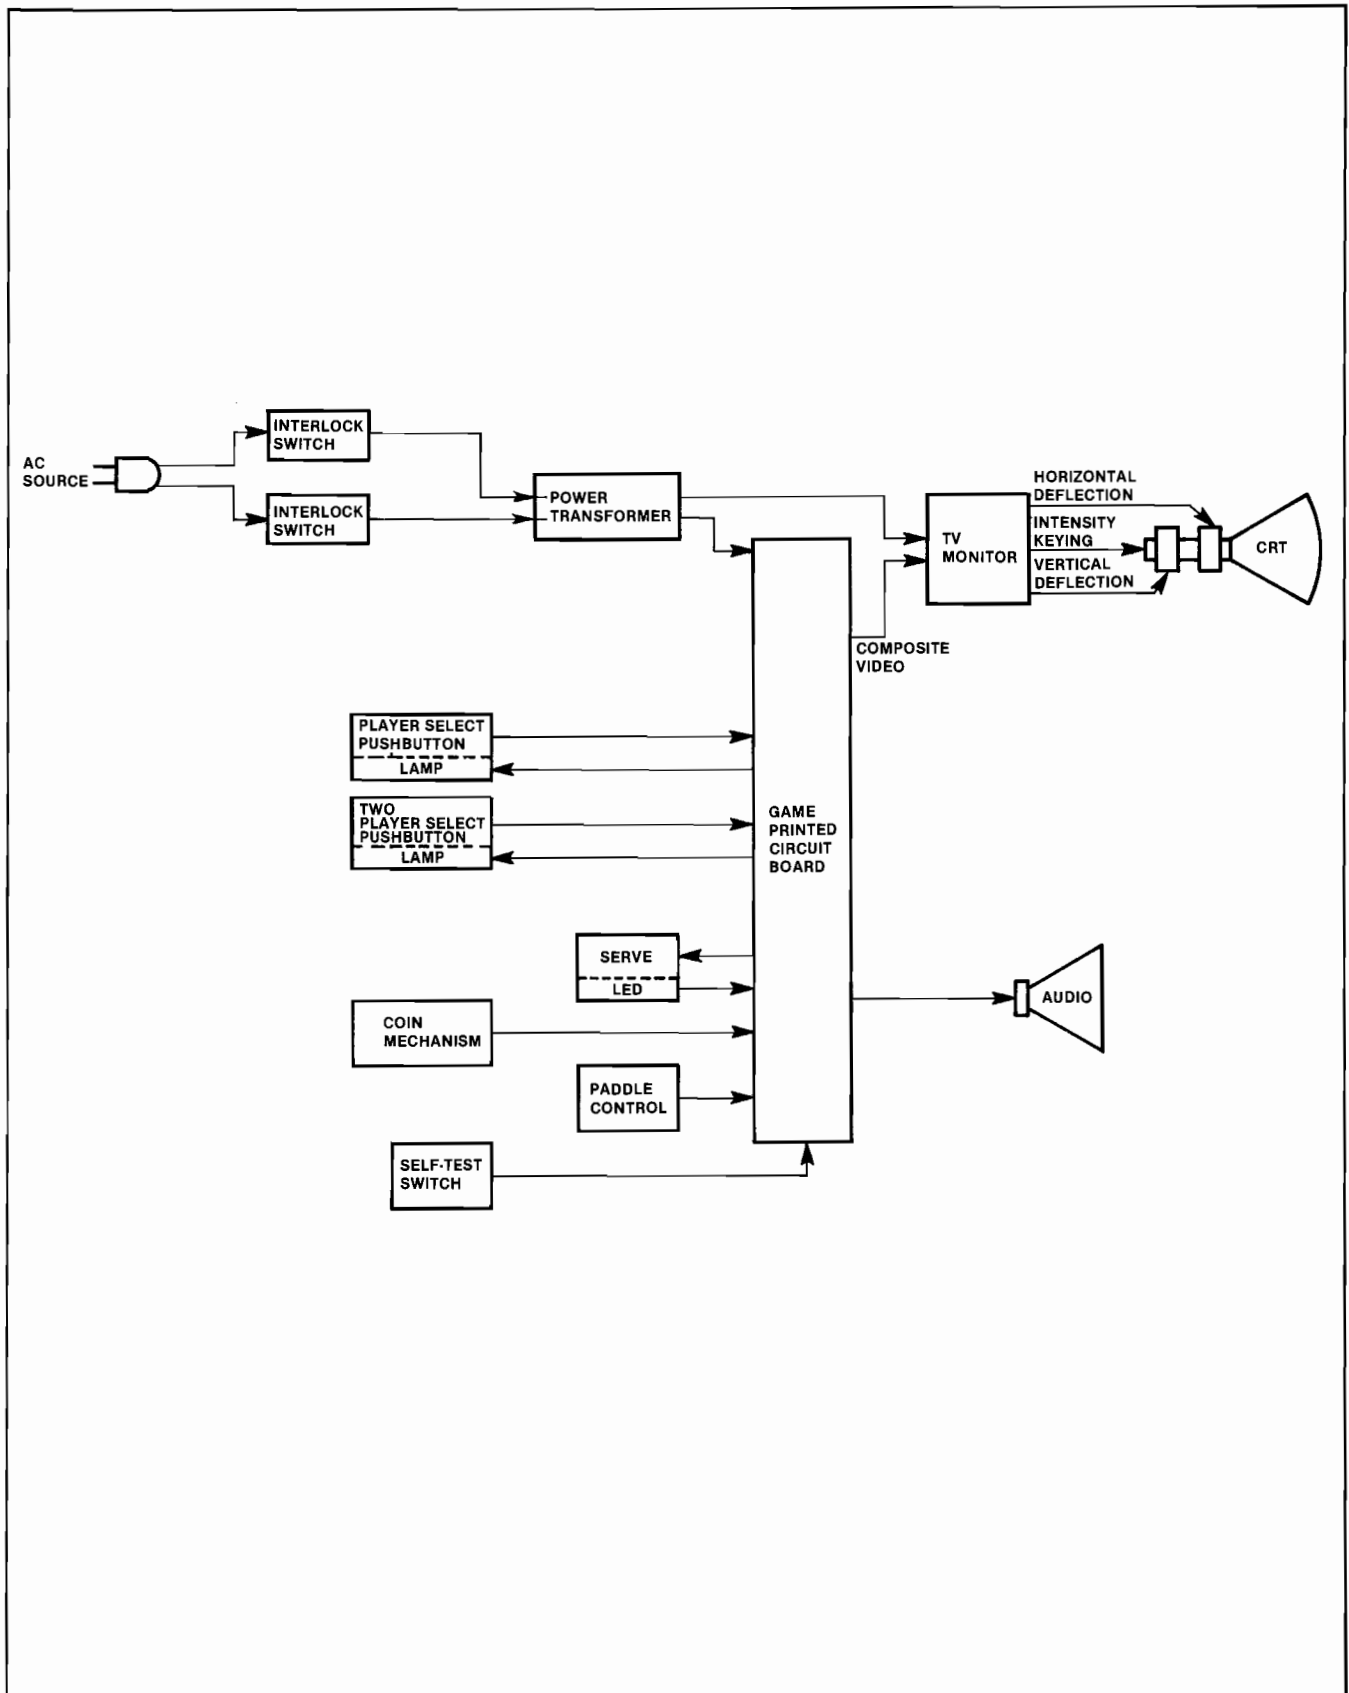 AC
SOURCE
INTERLOCK
SWITCH
INTERLOCK
SWITCH
POWER
TRANSFORMER
TV
MONITOR
HORIZONTAL
DEFLECTION
INTENSITY
KEYING
VERTICAL
DEFLECTION
CRT
COMPOSITE
VIDEO
PLAYER SELECT
PUSHBUTTON
LAMP
TWO
PLAYER SELECT
PUSHBUTTON
LAMP
GAME
PRINTED
CIRCUIT
BOARD
SERVE
LED
COIN
MECHANISM
AUDIO
PADDLE
CONTROL
SELF-TEST
SWITCH